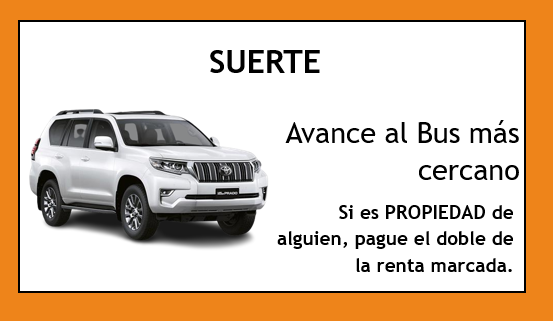 SUERTE
Avance al Bus más
cercano
Si es PROPIEDAD de
alguien, pague el doble de
la renta marcada.